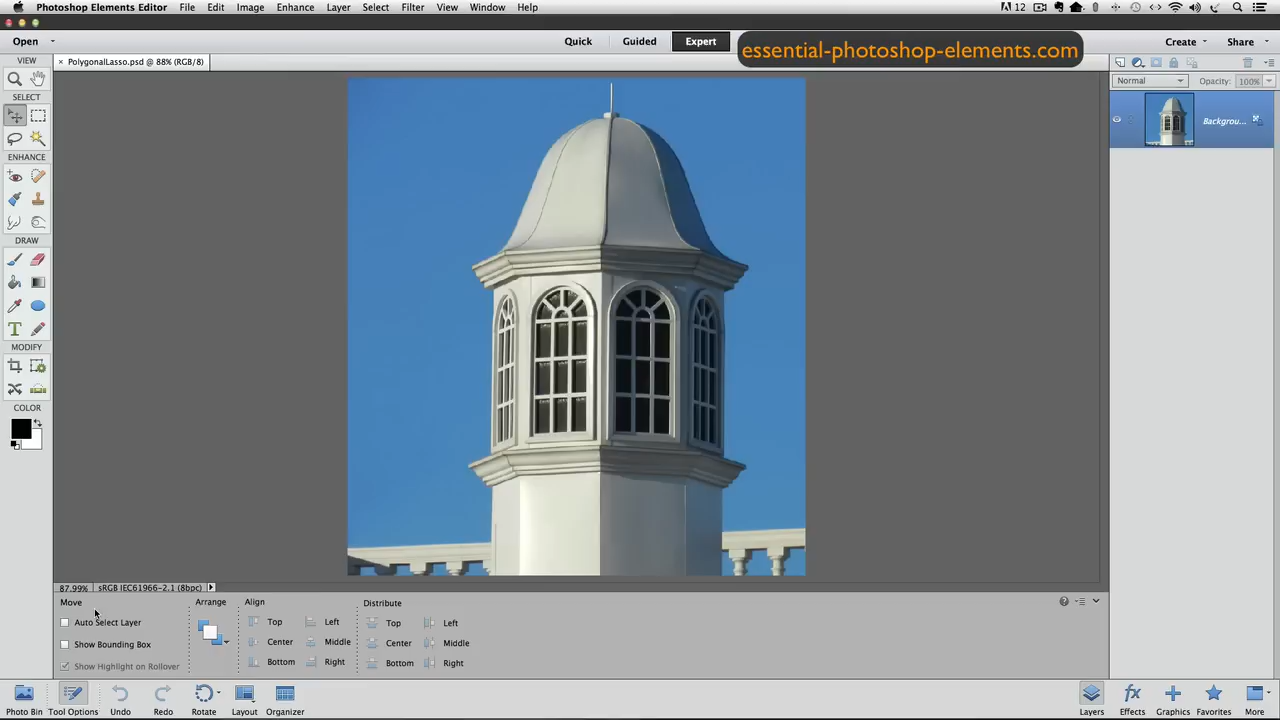 Photoshop Elements Editor File Edit Image Enhance Layer Select Filter View Window Help 12
Open Quick Guided Expert essential-photoshop-elements.com Create Share
VIEW
× PolygonalLasso.psd @ 88% (RGB/8)
Normal Opacity: 100%
SELECT
Backgrou...
ENHANCE
DRAW
T
MODIFY
COLOR
87.99% sRGB IEC61966-2.1 (8bpc)
Move Arrange Align Distribute
Auto Select Layer Top Left Top Left
Show Bounding Box Center Middle Center Middle
Show Highlight on Rollover Bottom Right Bottom Right
fx
Photo Bin Tool Options Undo Redo Rotate Layout Organizer Layers Effects Graphics Favorites More